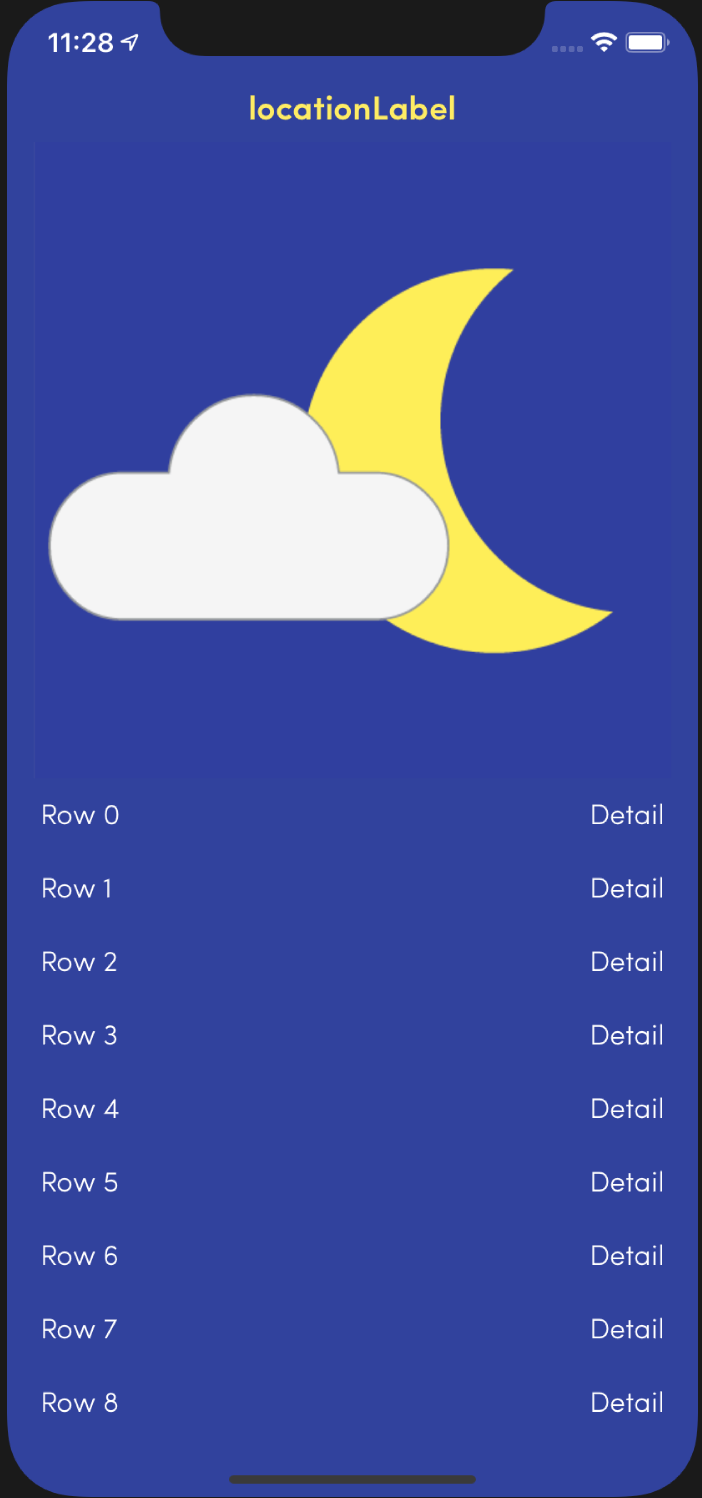 11:28
locationLabel
Row 0 Detail
Row 1 Detail
Row 2 Detail
Row 3 Detail
Row 4 Detail
Row 5 Detail
Row 6 Detail
Row 7 Detail
Row 8 Detail